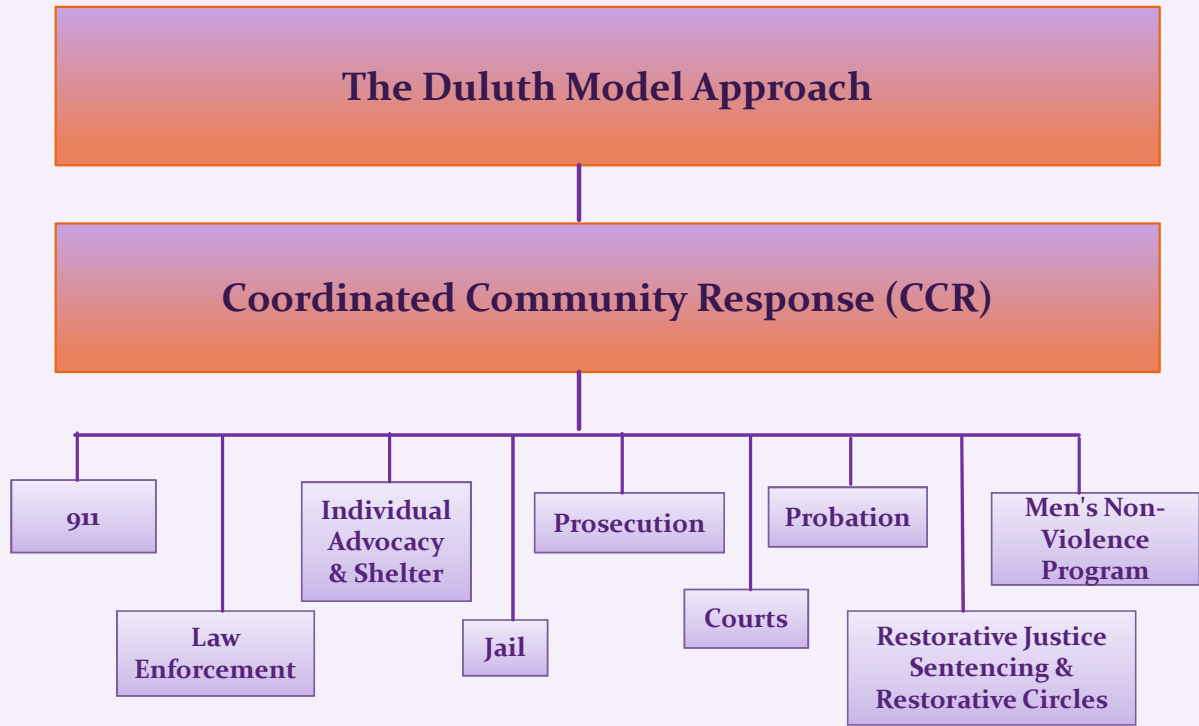 The Duluth Model Approach
Coordinated Community Response (CCR)
911
Law
Enforcement
Individual
Advocacy
& Shelter
Jail
Prosecution
Courts
Probation
Restorative Justice
Sentencing &
Restorative Circles
Men's Non-
Violence
Program